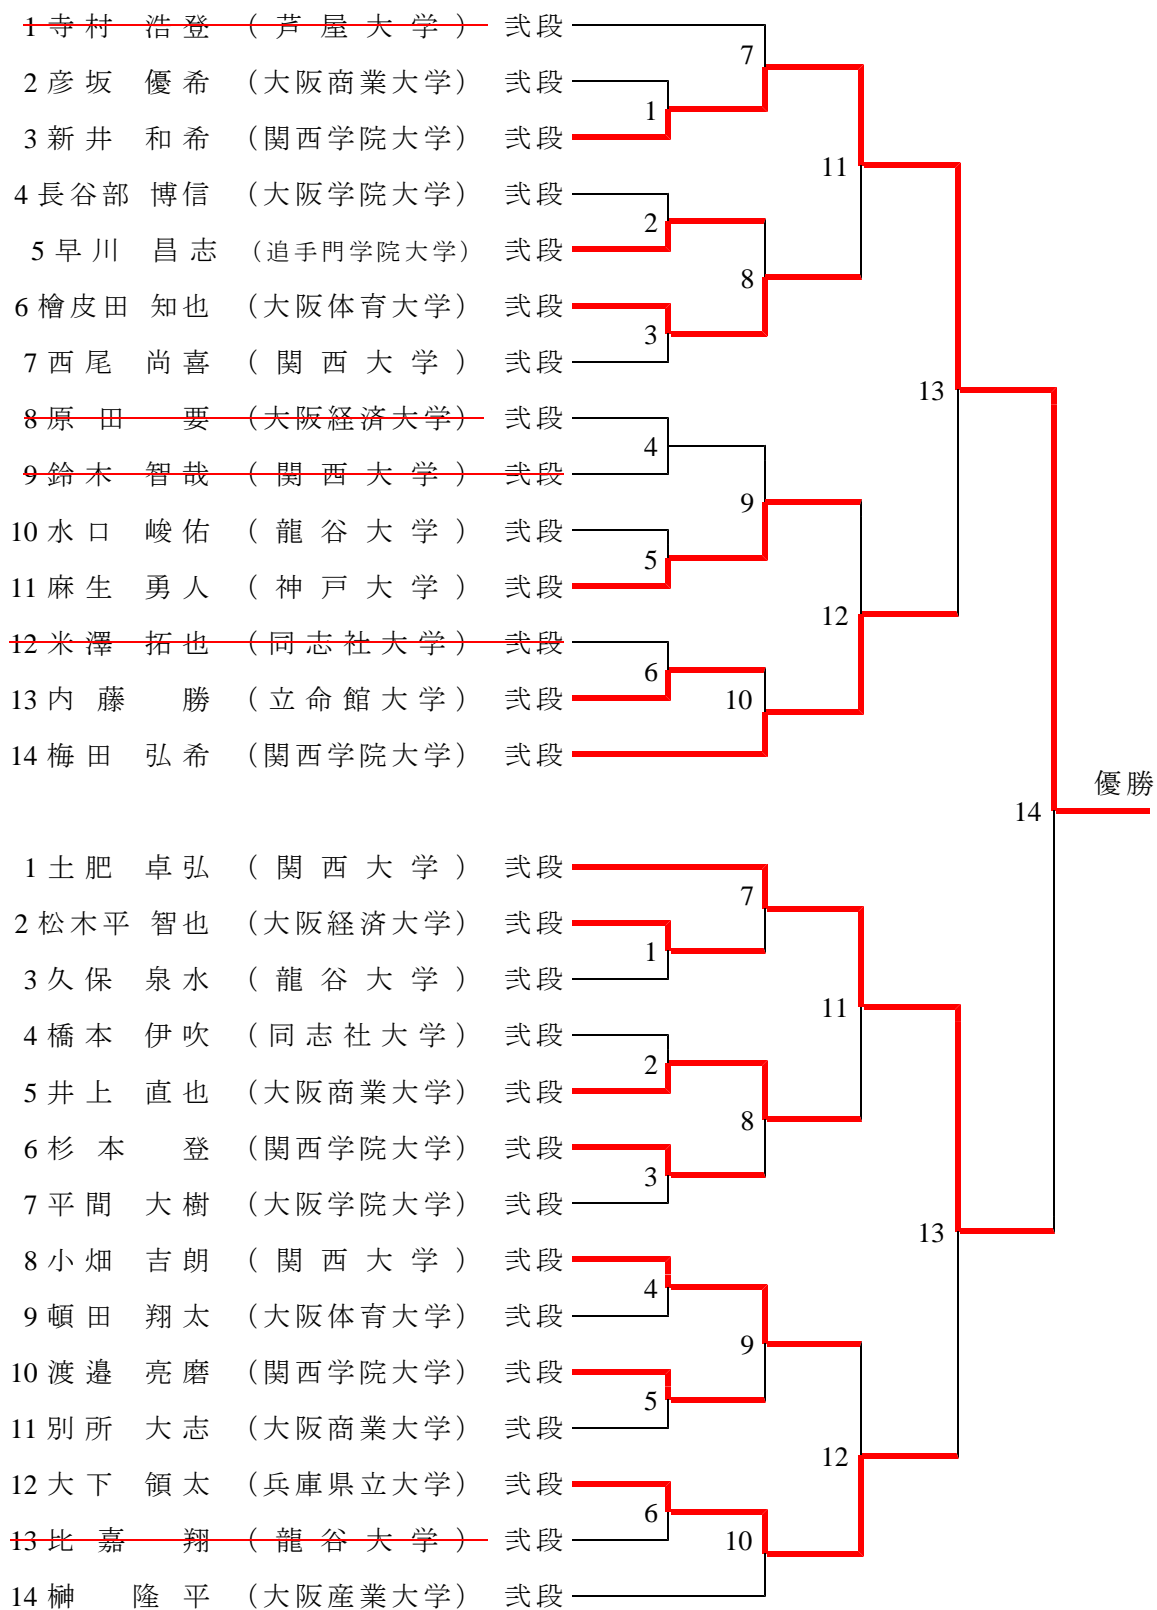 1 寺村 浩登 (芦屋大学) 弐段
2 彦坂 優希 (大阪商業大学) 弐段
3 新井 和希 (関西学院大学) 弐段
4 長谷部 博信 (大阪学院大学) 弐段
5 早川 昌志 (追手門学院大学) 弐段
6 檜皮田 知也 (大阪体育大学) 弐段
7 西尾 尚喜 (関西大学) 弐段
8 原田 要 (大阪経済大学) 弐段
9 鈴木 智哉 (関西大学) 弐段
10 水口 峻佑 (龍谷大学) 弐段
11 麻生 勇人 (神戸大学) 弐段
12 米澤 拓也 (同志社大学) 弐段
13 内藤 勝 (立命館大学) 弐段
14 梅田 弘希 (関西学院大学) 弐段
1
2
3
4
5
6
7
8
9
10
11
12
13
14
優勝
1 土肥 卓弘 (関西大学) 弐段
2 松木平 智也 (大阪経済大学) 弐段
3 久保 泉水 (龍谷大学) 弐段
4 橋本 伊吹 (同志社大学) 弐段
5 井上 直也 (大阪商業大学) 弐段
6 杉本 登 (関西学院大学) 弐段
7 平間 大樹 (大阪学院大学) 弐段
8 小畑 吉朗 (関西大学) 弐段
9 頓田 翔太 (大阪体育大学) 弐段
10 渡邉 亮磨 (関西学院大学) 弐段
11 別所 大志 (大阪商業大学) 弐段
12 大下 領太 (兵庫県立大学) 弐段
13 比嘉 翔 (龍谷大学) 弐段
14 榊 隆平 (大阪産業大学) 弐段
1
2
3
4
5
6
7
8
9
10
11
12
13